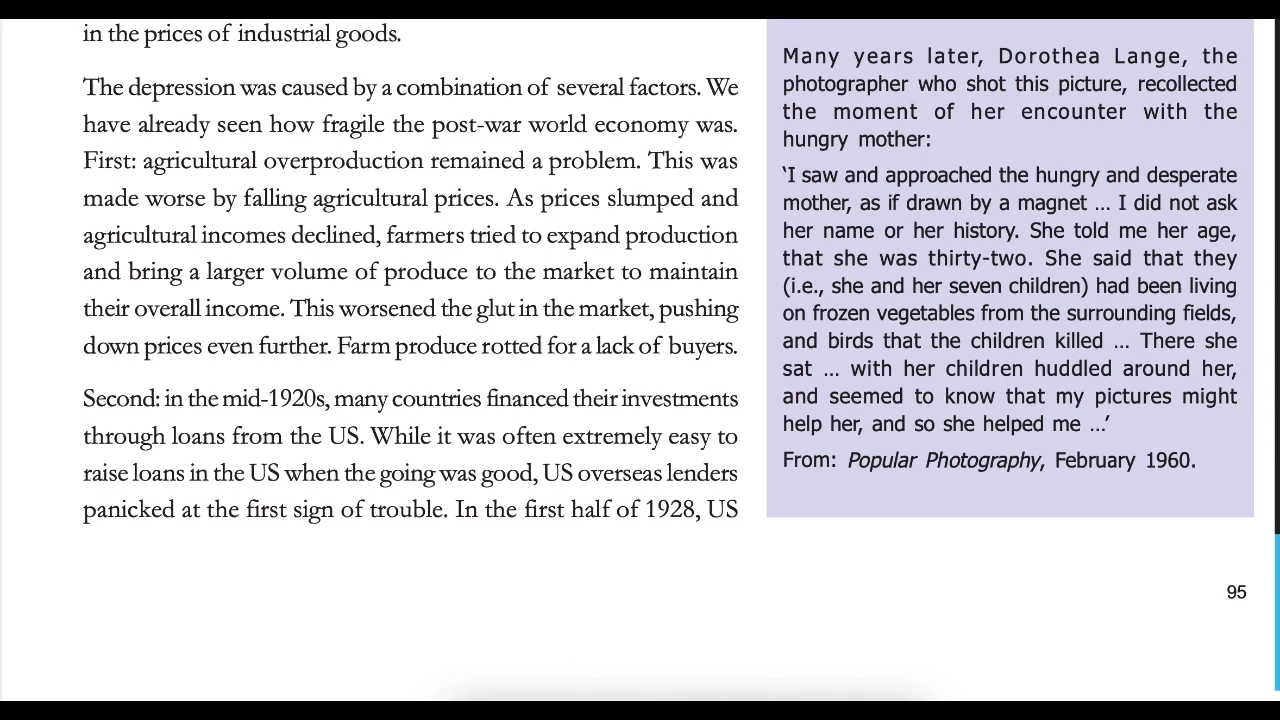 in the prices of industrial goods.
The depression was caused by a combination of several factors. We
have already seen how fragile the post-war world economy was.
First: agricultural overproduction remained a problem. This was
made worse by falling agricultural prices. As prices slumped and
agricultural incomes declined, farmers tried to expand production
and bring a larger volume of produce to the market to maintain
their overall income. This worsened the glut in the market, pushing
down prices even further. Farm produce rotted for a lack of buyers.
Second: in the mid-1920s, many countries financed their investments
through loans from the US. While it was often extremely easy to
raise loans in the US when the going was good, US overseas lenders
panicked at the first sign of trouble. In the first half of 1928, US
Many years later, Dorothea Lange, the
photographer who shot this picture, recollected
the moment of her encounter with the
hungry mother:
‘I saw and approached the hungry and desperate
mother, as if drawn by a magnet ... I did not ask
her name or her history. She told me her age,
that she was thirty-two. She said that they
(i.e., she and her seven children) had been living
on frozen vegetables from the surrounding fields,
and birds that the children killed ... There she
sat ... with her children huddled around her,
and seemed to know that my pictures might
help her, and so she helped me ...’
From: Popular Photography, February 1960.
95